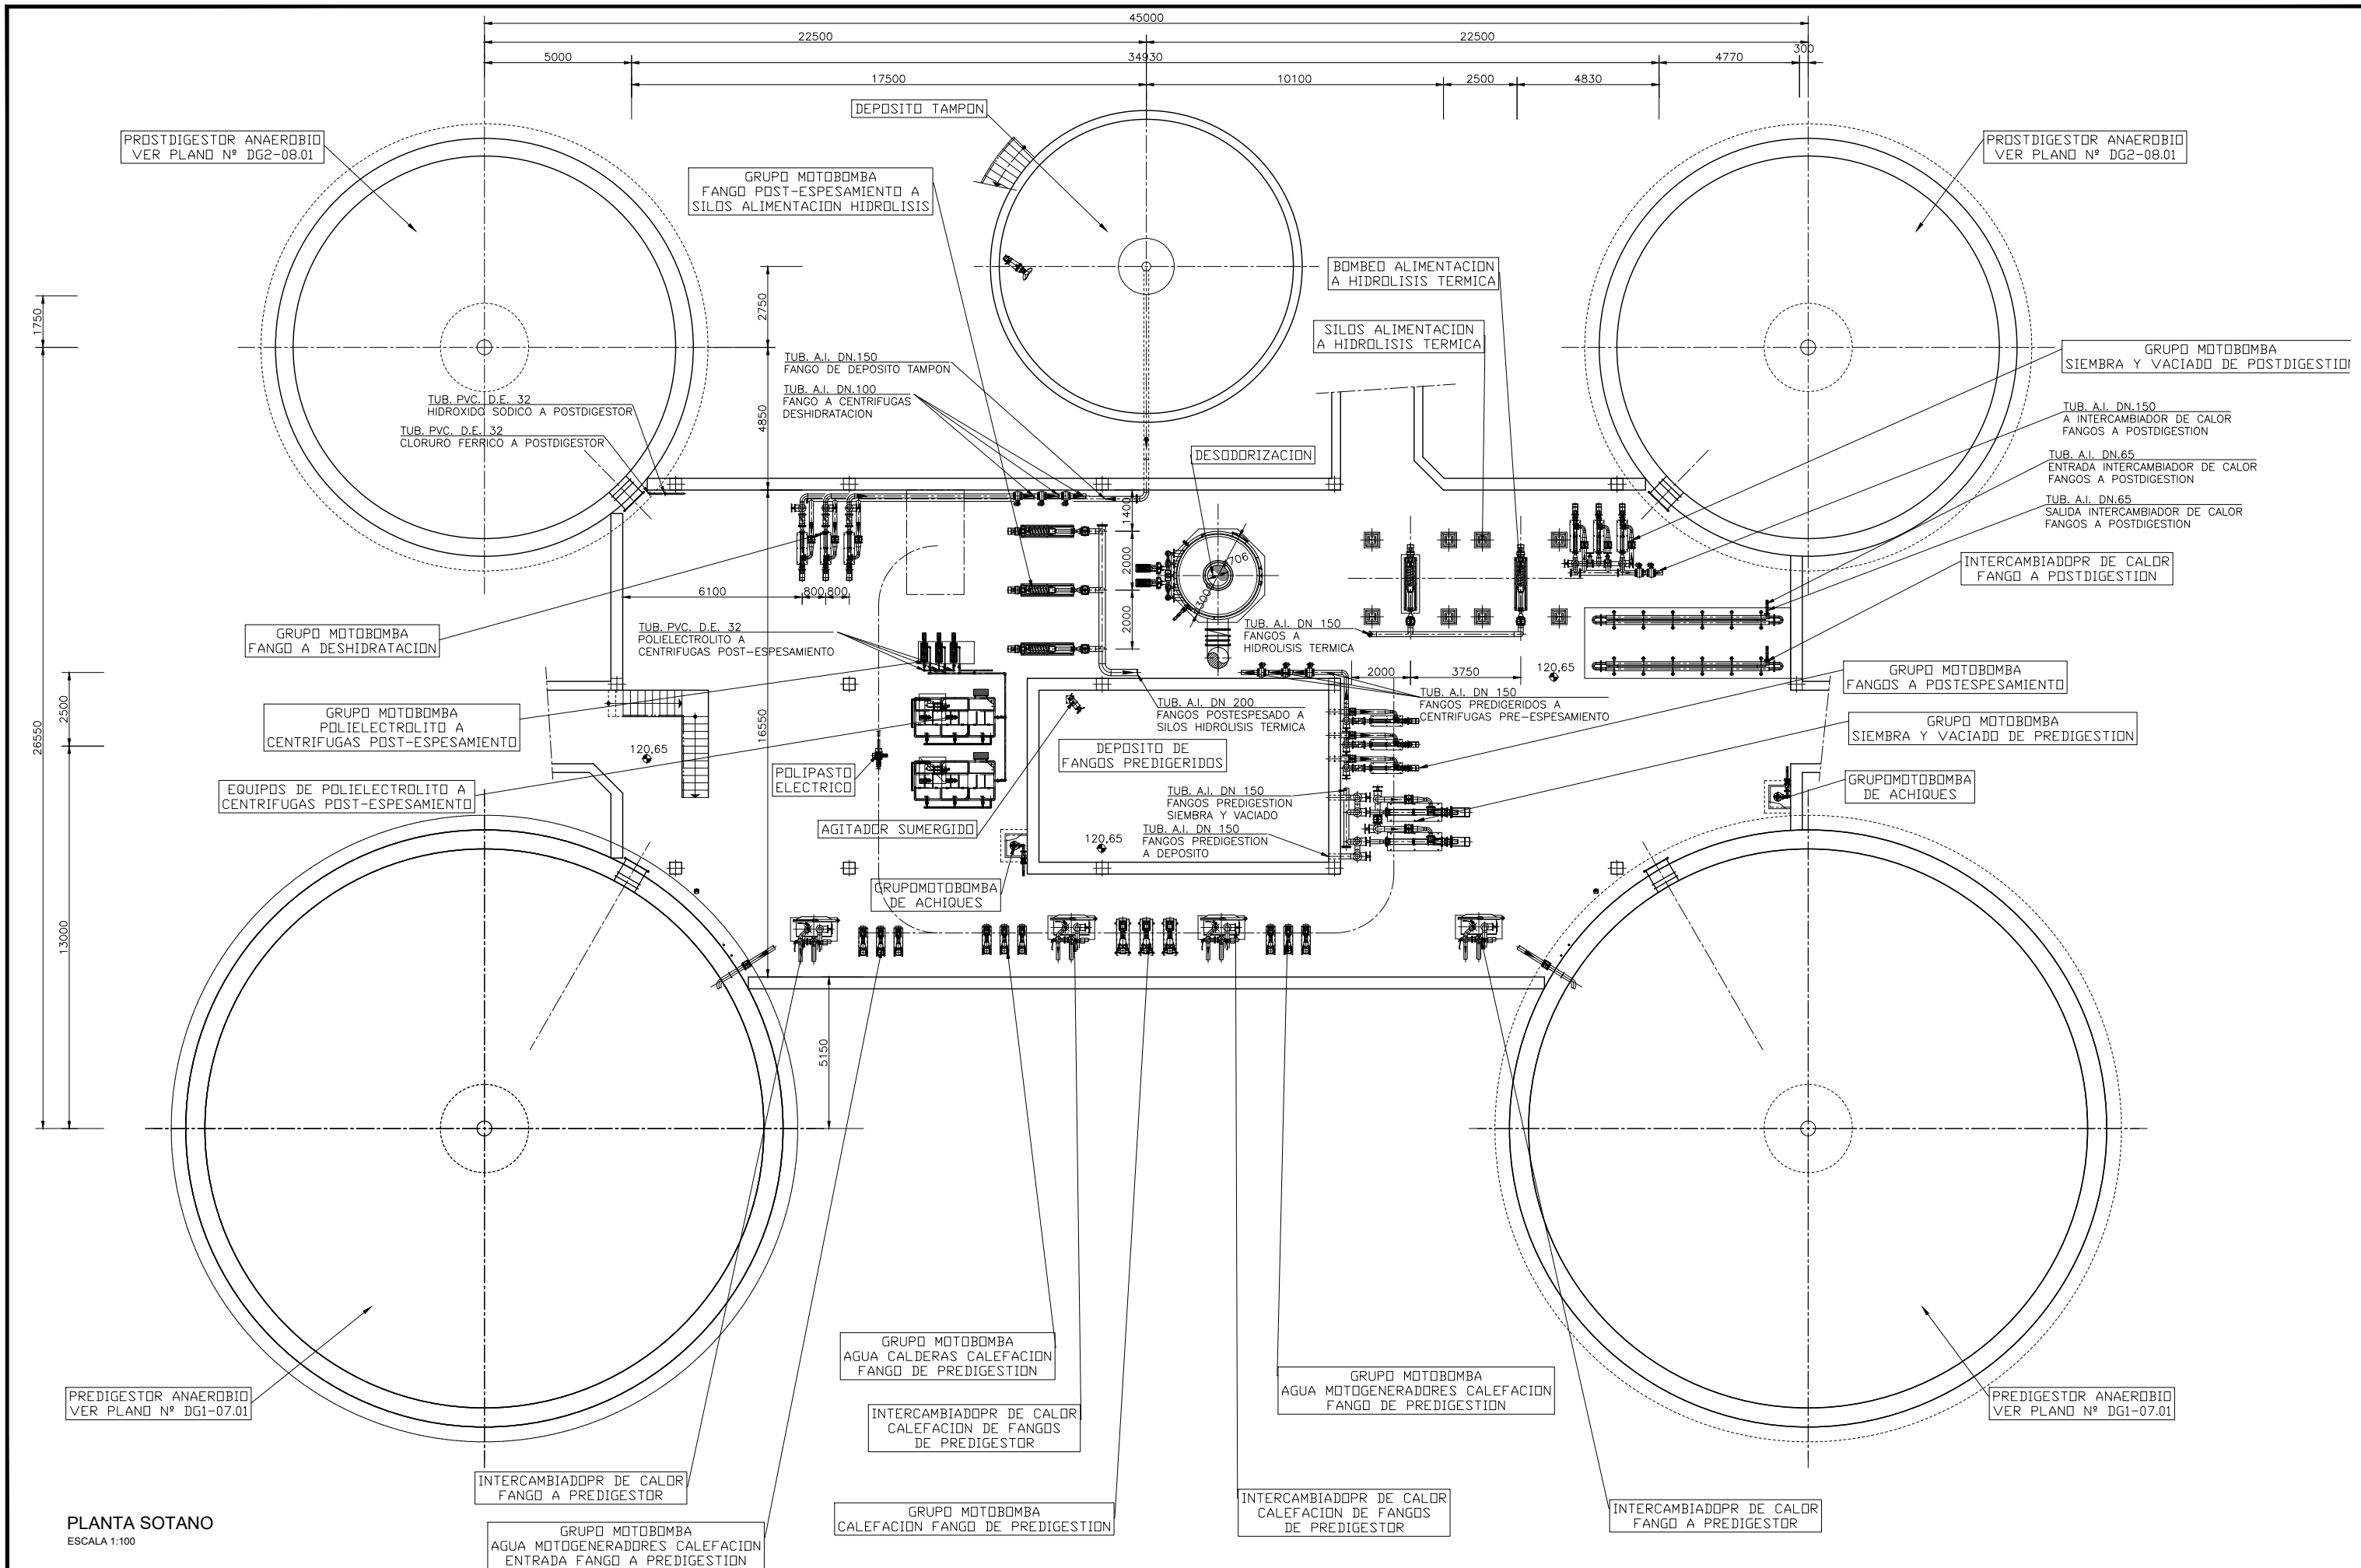 45000
22500
22500
300
5000
34930
4770
17500
10100
2500
4830
DEPOSITO TAMPON
PROSTDIGESTOR ANAEROBIO
VER PLANO Nº DG2-08.01
PROSTDIGESTOR ANAEROBIO
VER PLANO Nº DG2-08.01
GRUPO MOTOBOMBA
FANGO POST-ESPESAMIENTO A
SILOS ALIMENTACION HIDROLISIS
BOMBEO ALIMENTACION
A HIDROLISIS TERMICA
1750
2750
SILOS ALIMENTACION
A HIDROLISIS TERMICA
GRUPO MOTOBOMBA
SIEMBRA Y VACIADO DE POSTDIGESTION
TUB. A.I. DN.150
FANGO DE DEPOSITO TAMPON
TUB. A.I. DN.100
FANGO A CENTRIFUGAS
DESHIDRATACION
4850
TUB. PVC. D.E. 32
HIDROXIDO SODICO A POSTDIGESTOR
TUB. PVC. D.E. 32
CLORURO FERRICO A POSTDIGESTOR
TUB. A.I. DN.150
A INTERCAMBIADOR DE CALOR
FANGOS A POSTDIGESTION
TUB. A.I. DN.65
ENTRADA INTERCAMBIADOR DE CALOR
FANGOS A POSTDIGESTION
TUB. A.I. DN.65
SALIDA INTERCAMBIADOR DE CALOR
FANGOS A POSTDIGESTION
DESODORIZACION
1400
2000
2000
706
300
INTERCAMBIADOPR DE CALOR
FANGO A POSTDIGESTION
6100
800
800
GRUPO MOTOBOMBA
FANGO A DESHIDRATACION
TUB. PVC. D.E. 32
POLIELECTROLITO A
CENTRIFUGAS POST-ESPESAMIENTO
TUB. A.I. DN 150
FANGOS A
HIDROLISIS TERMICA
2000
3750
120,65
GRUPO MOTOBOMBA
FANGOS A POSTESPESAMIENTO
TUB. A.I. DN 200
FANGOS POSTESPESADO A
SILOS HIDROLISIS TERMICA
TUB. A.I. DN 150
FANGOS PREDIGERIDOS A
CENTRIFUGAS PRE-ESPESAMIENTO
26550
2500
16550
GRUPO MOTOBOMBA
POLIELECTROLITO A
CENTRIFUGAS POST-ESPESAMIENTO
120,65
GRUPO MOTOBOMBA
SIEMBRA Y VACIADO DE PREDIGESTION
DEPOSITO DE
FANGOS PREDIGERIDOS
POLIPASTO
ELECTRICO
EQUIPOS DE POLIELECTROLITO A
CENTRIFUGAS POST-ESPESAMIENTO
GRUPOMOTOBOMBA
DE ACHIQUES
TUB. A.I. DN 150
FANGOS PREDIGESTION
SIEMBRA Y VACIADO
AGITADOR SUMERGIDO
120,65
TUB. A.I. DN 150
FANGOS PREDIGESTION
A DEPOSITO
GRUPOMOTOBOMBA
DE ACHIQUES
13000
5150
GRUPO MOTOBOMBA
AGUA CALDERAS CALEFACION
FANGO DE PREDIGESTION
GRUPO MOTOBOMBA
AGUA MOTOGENERADORES CALEFACION
FANGO DE PREDIGESTION
PREDIGESTOR ANAEROBIO
VER PLANO Nº DG1-07.01
PREDIGESTOR ANAEROBIO
VER PLANO Nº DG1-07.01
INTERCAMBIADOPR DE CALOR
CALEFACION DE FANGOS
DE PREDIGESTOR
INTERCAMBIADOPR DE CALOR
FANGO A PREDIGESTOR
GRUPO MOTOBOMBA
CALEFACION FANGO DE PREDIGESTION
INTERCAMBIADOPR DE CALOR
CALEFACION DE FANGOS
DE PREDIGESTOR
INTERCAMBIADOPR DE CALOR
FANGO A PREDIGESTOR
PLANTA SOTANO
ESCALA 1:100
GRUPO MOTOBOMBA
AGUA MOTOGENERADORES CALEFACION
ENTRADA FANGO A PREDIGESTION